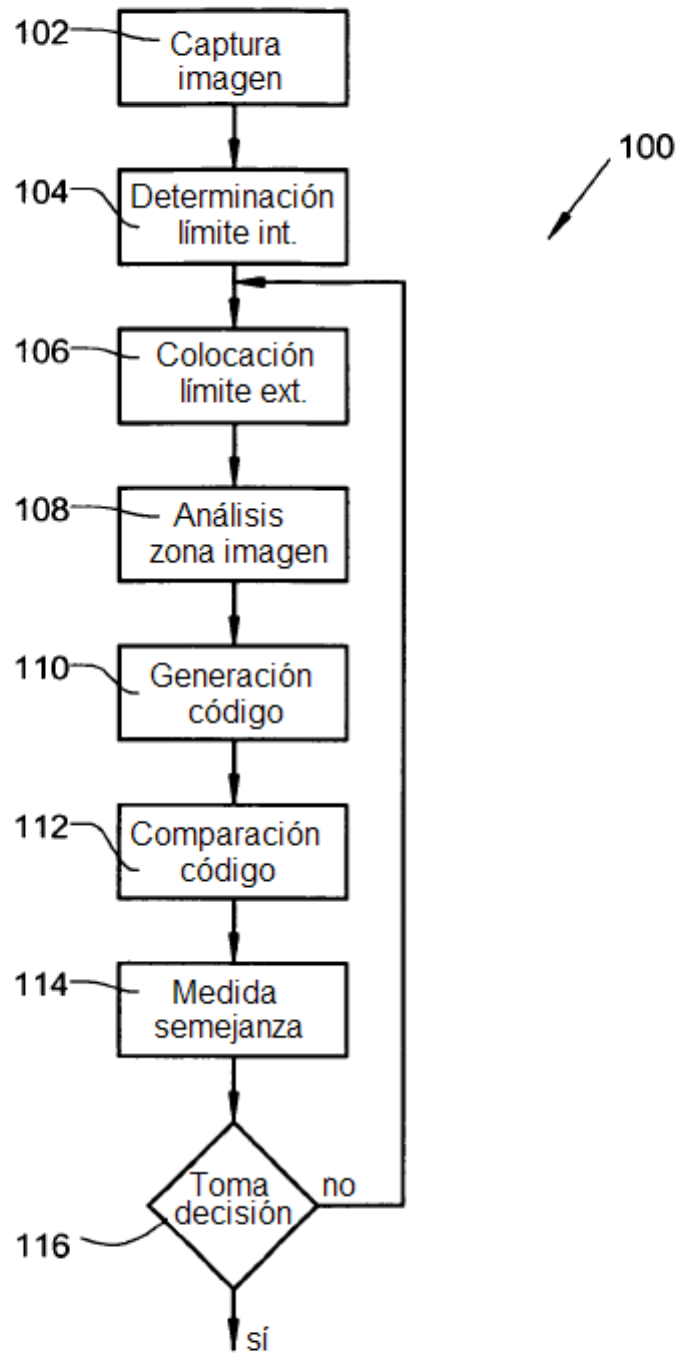 102
Captura
imagen
100
104
Determinación
límite int.
106
Colocación
límite ext.
108
Análisis
zona imagen
110
Generación
código
112
Comparación
código
114
Medida
semejanza
Toma
decisión
no
116
sí